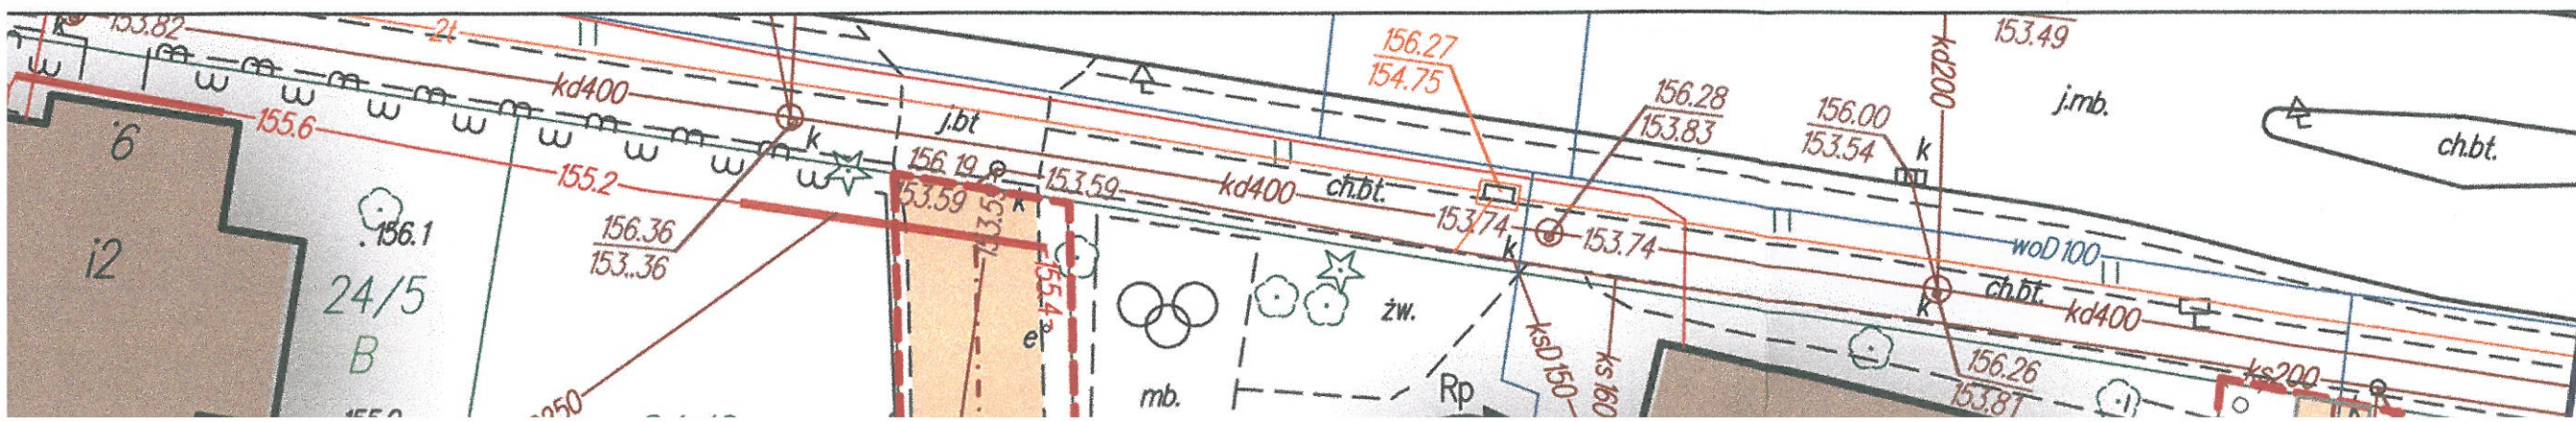 k
153.82
2t
kd400
6
155.6
k
j.bt
155.2
156.19
153.59
153.59
k
kd400
ch.bt.
156.27
154.75
156.28
153.83
156.00
153.54
k
kd200
153.49
j.mb.
ch.bt.
153.74
k
153.74
woD100
ch.bt.
k
kd400
i2
156.1
24/5
B
156.36
153..36
155.4
e
żw.
mb.
Rp
ksD150
ks160
156.26
153.81
ks200